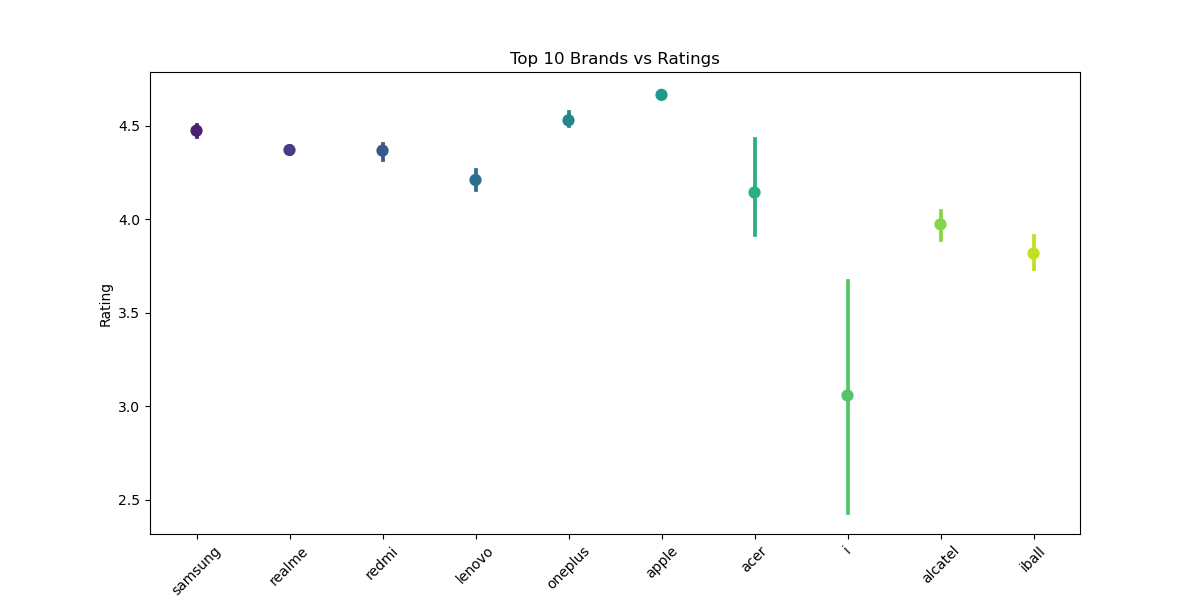 Top 10 Brands vs Ratings
Rating
4.5
4.0
3.5
3.0
2.5
samsung
realme
redmi
lenovo
oneplus
apple
acer
i
alcatel
iball